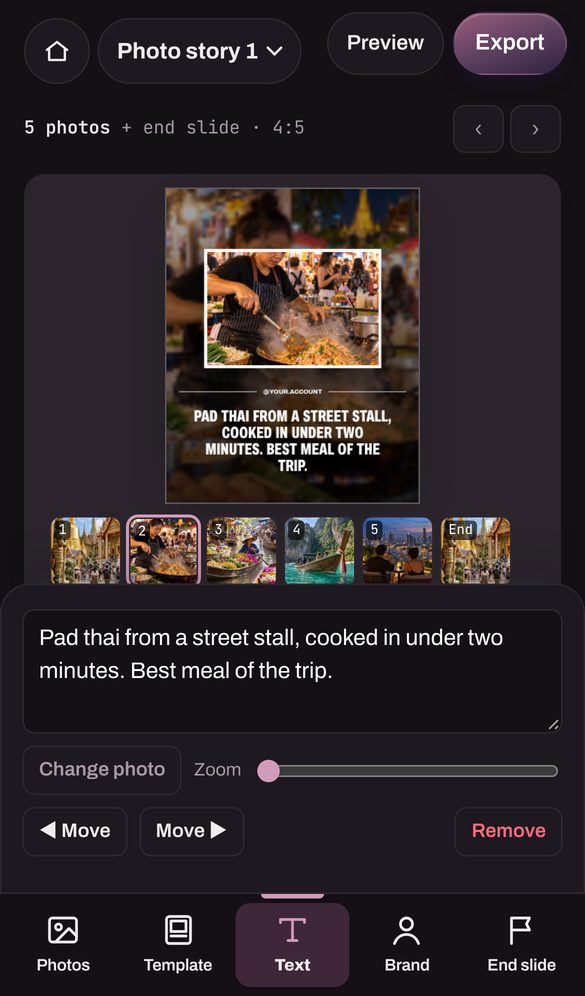 Photo story 1
Preview
Export
5 photos + end slide · 4:5
‹
›
@YOUR.ACCOUNT
PAD THAI FROM A STREET STALL,
COOKED IN UNDER TWO
MINUTES. BEST MEAL OF THE
TRIP.
1
2
3
4
5
End
Pad thai from a street stall, cooked in under two
minutes. Best meal of the trip.
Change photo
Zoom
◀ Move
Move ▶
Remove
Photos
Template
Text
Brand
End slide